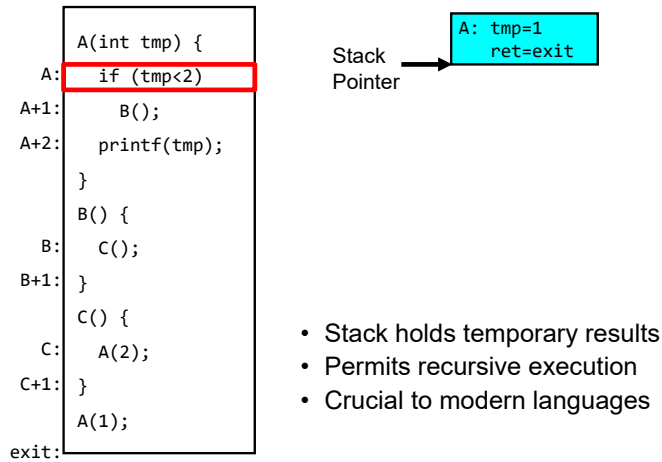 A(int tmp) {
A: if (tmp<2)
A+1: B();
A+2: printf(tmp);
}
B() {
B: C();
B+1: }
C() {
C: A(2);
C+1: }
A(1);
exit:
Stack
Pointer
A: tmp=1
ret=exit
• Stack holds temporary results
• Permits recursive execution
• Crucial to modern languages